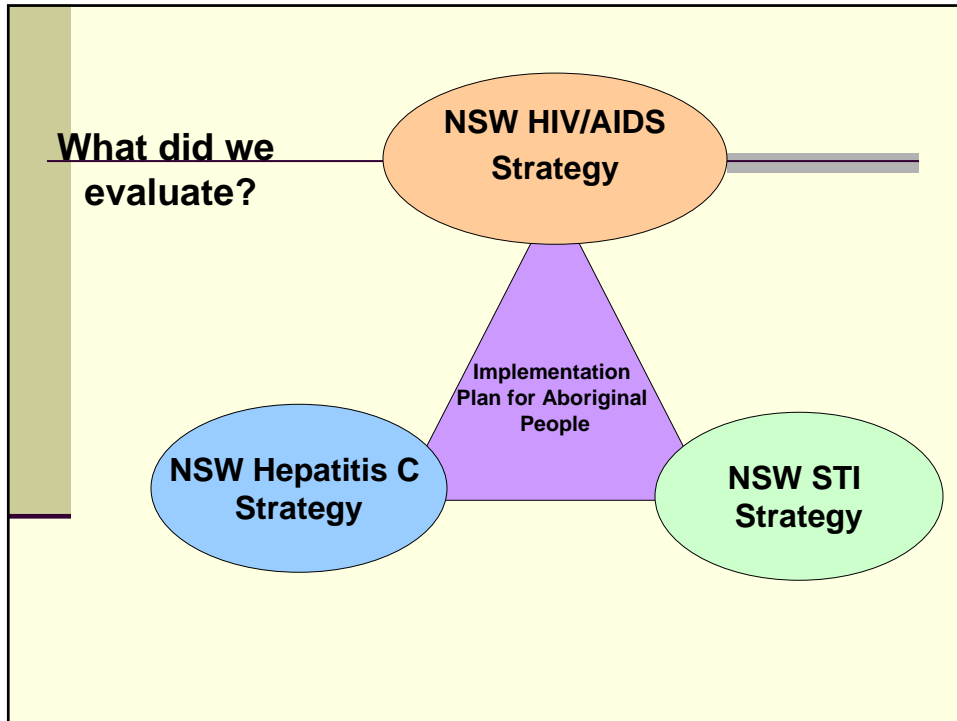 What did we
evaluate?
NSW HIV/AIDS
Strategy
Implementation
Plan for Aboriginal
People
NSW Hepatitis C
Strategy
NSW STI
Strategy